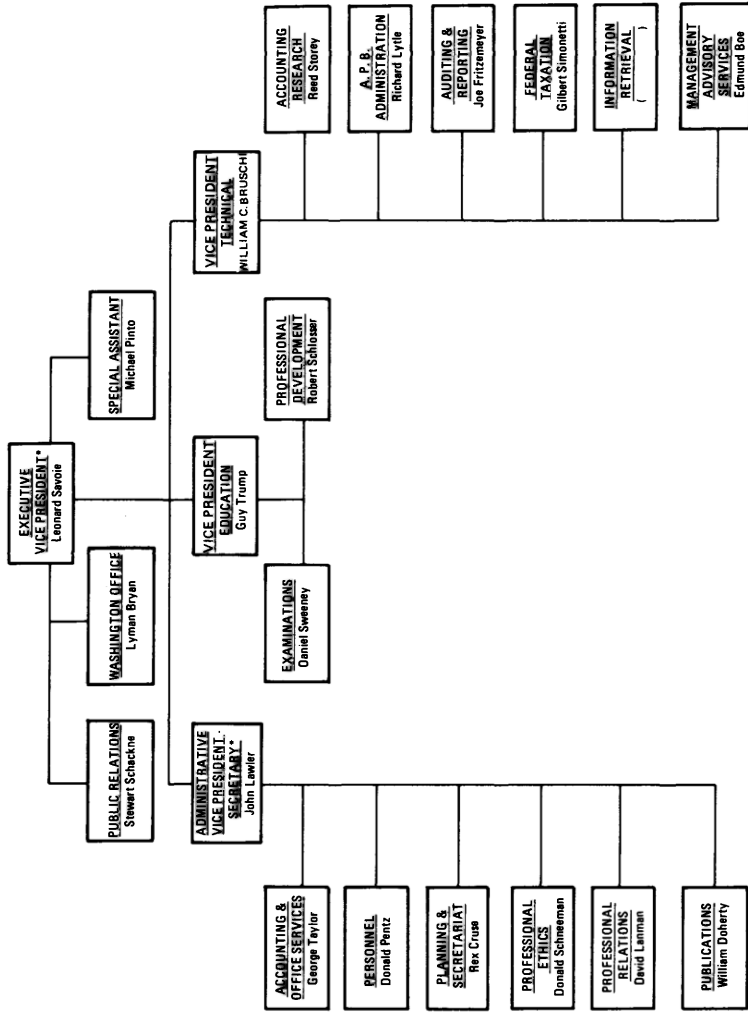 EXECUTIVE
VICE PRESIDENT*
Leonard Savoie
PUBLIC RELATIONS
Stewart Schackne
WASHINGTON OFFICE
Lyman Bryan
SPECIAL ASSISTANT
Michael Pinto
ADMINISTRATIVE
VICE PRESIDENT-
SECRETARY*
John Lawler
VICE PRESIDENT
EDUCATION
Guy Trump
VICE PRESIDENT
TECHNICAL
WILLIAM C. BRUSCHI
ACCOUNTING &
OFFICE SERVICES
George Taylor
PERSONNEL
Donald Pentz
PLANNING &
SECRETARIAT
Rex Cruse
PROFESSIONAL
ETHICS
Donald Schneeman
PROFESSIONAL
RELATIONS
David Lanman
PUBLICATIONS
William Doherty
EXAMINATIONS
Daniel Sweeney
PROFESSIONAL
DEVELOPMENT
Robert Schlosser
ACCOUNTING
RESEARCH
Reed Storey
A. P. B.
ADMINISTRATION
Richard Lytle
AUDITING &
REPORTING
Joe Fritzemeyer
FEDERAL
TAXATION
Gilbert Simonetti
INFORMATION
RETRIEVAL
( )
MANAGEMENT
ADVISORY
SERVICES
Edmund Boe